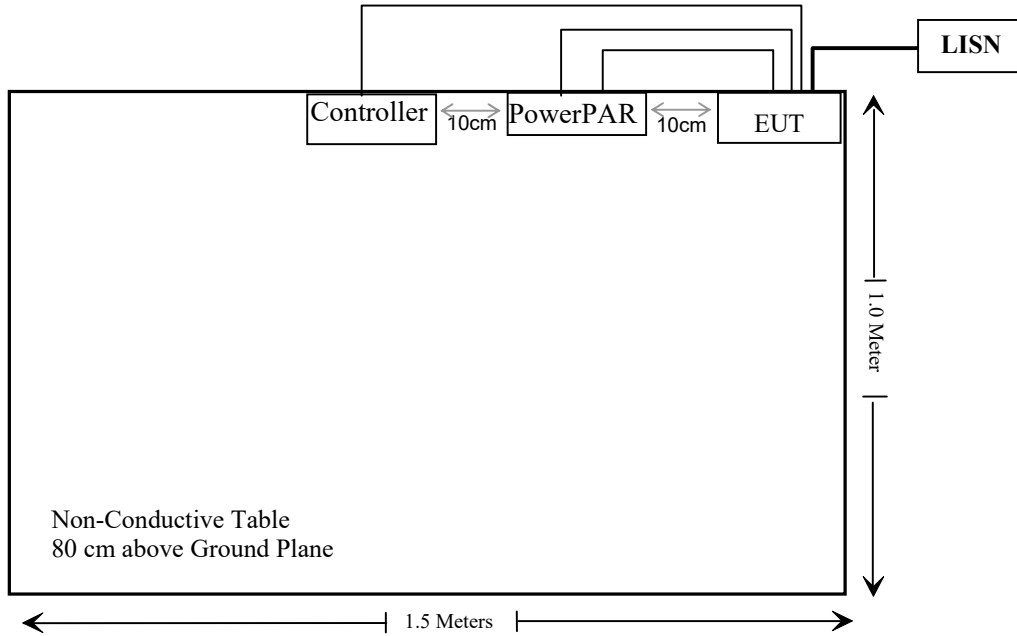 LISN
Controller
10cm
PowerPAR
10cm
EUT
1.0 Meter
Non-Conductive Table
80 cm above Ground Plane
1.5 Meters